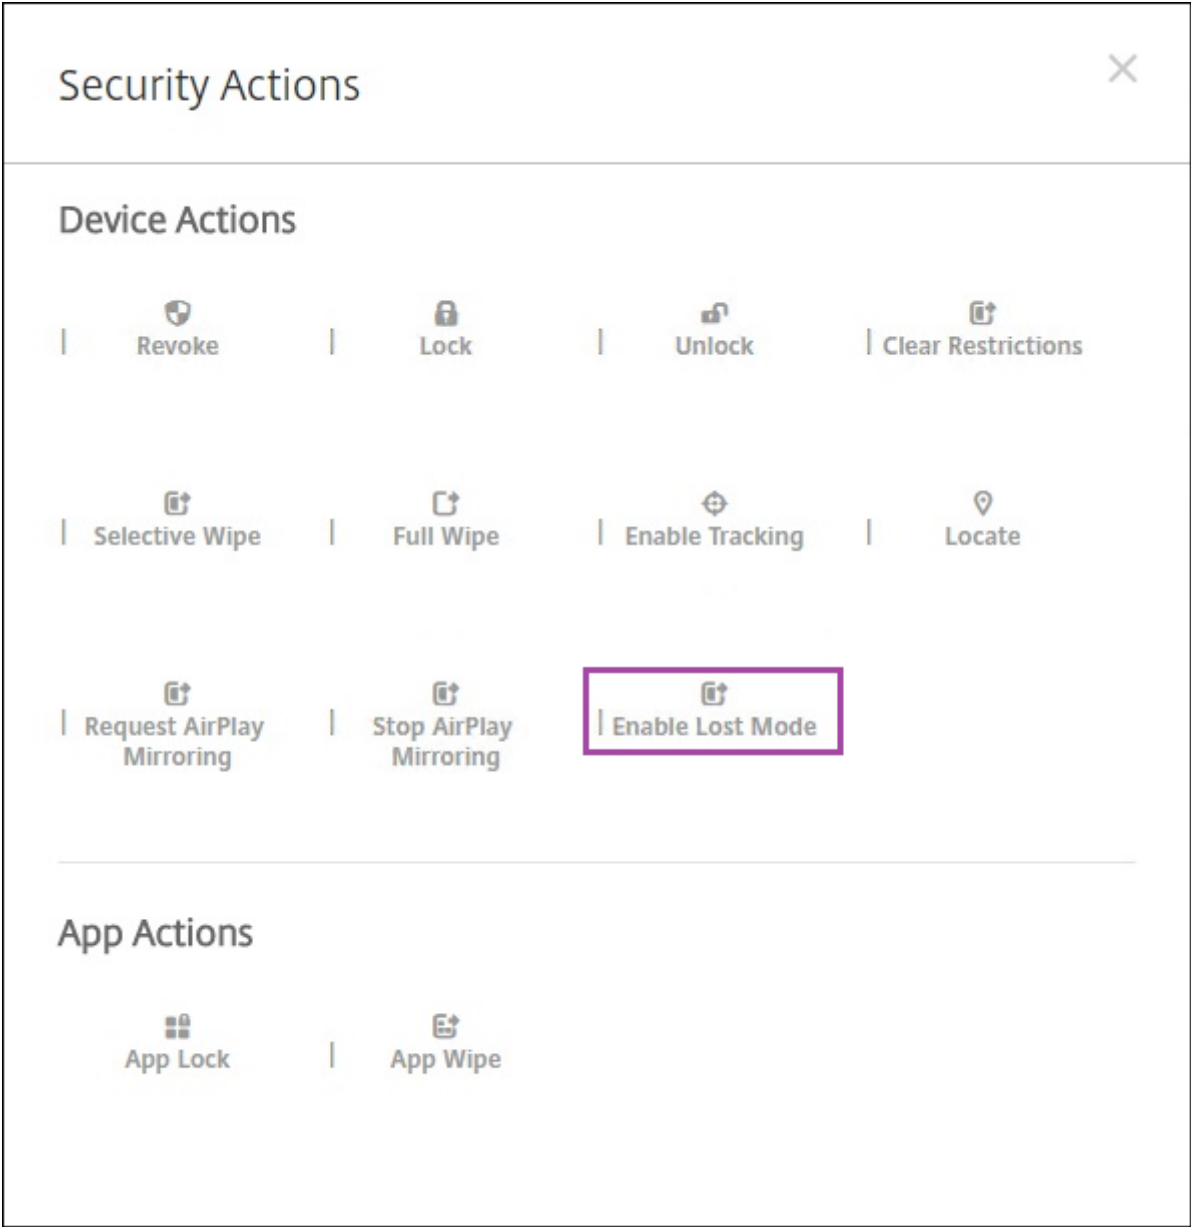 Security Actions
Device Actions
Revoke
Lock
Unlock
Clear Restrictions
Selective Wipe
Full Wipe
Enable Tracking
Locate
Request AirPlay
Mirroring
Stop AirPlay
Mirroring
Enable Lost Mode
App Actions
App Lock
App Wipe